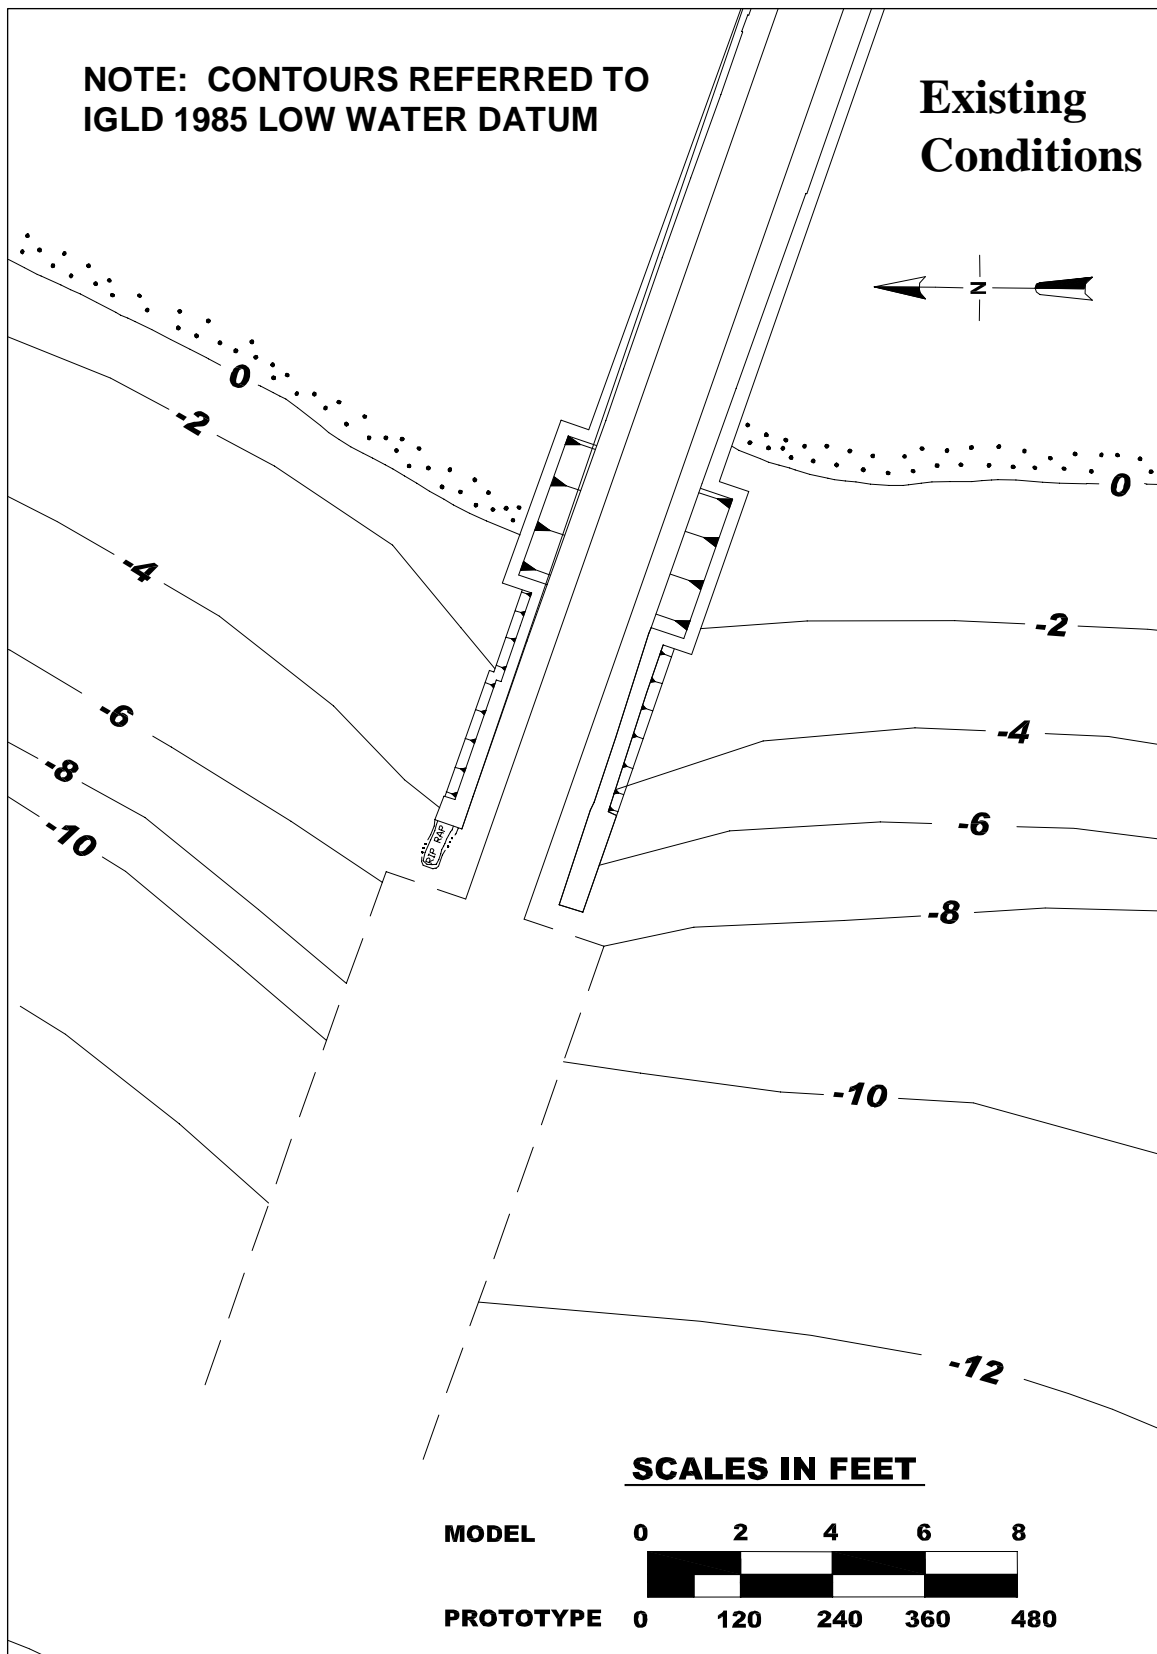 NOTE: CONTOURS REFERRED TO
IGLD 1985 LOW WATER DATUM
Existing
Conditions
N
0
-2
-4
-6
-8
-10
0
-2
-4
-6
-8
-10
-12
RIP RAP
SCALES IN FEET
MODEL 0 2 4 6 8
PROTOTYPE 0 120 240 360 480